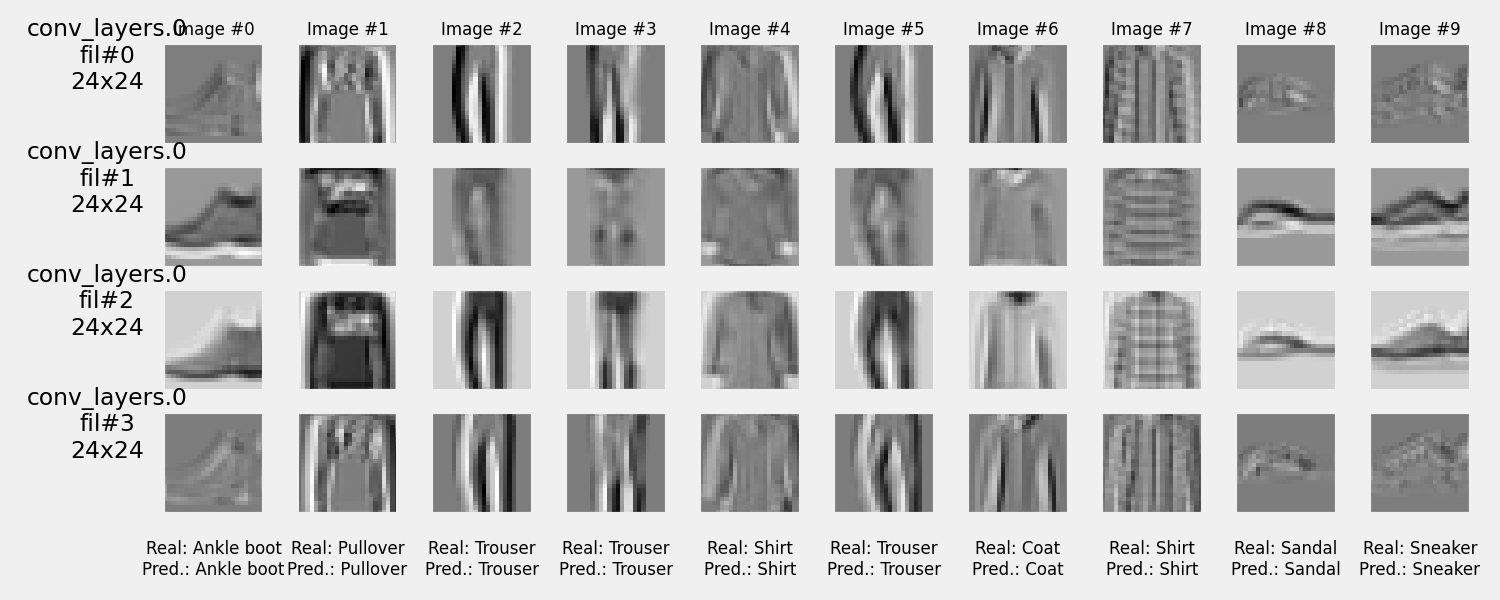 Image #0 Image #1 Image #2 Image #3 Image #4 Image #5 Image #6 Image #7 Image #8 Image #9
conv_layers.0
fil#0
24x24
conv_layers.0
fil#1
24x24
conv_layers.0
fil#2
24x24
conv_layers.0
fil#3
24x24
Real: Ankle boot Real: Pullover Real: Trouser Real: Trouser Real: Shirt Real: Trouser Real: Coat Real: Shirt Real: Sandal Real: Sneaker
Pred.: Ankle boot Pred.: Pullover Pred.: Trouser Pred.: Trouser Pred.: Shirt Pred.: Trouser Pred.: Coat Pred.: Shirt Pred.: Sandal Pred.: Sneaker